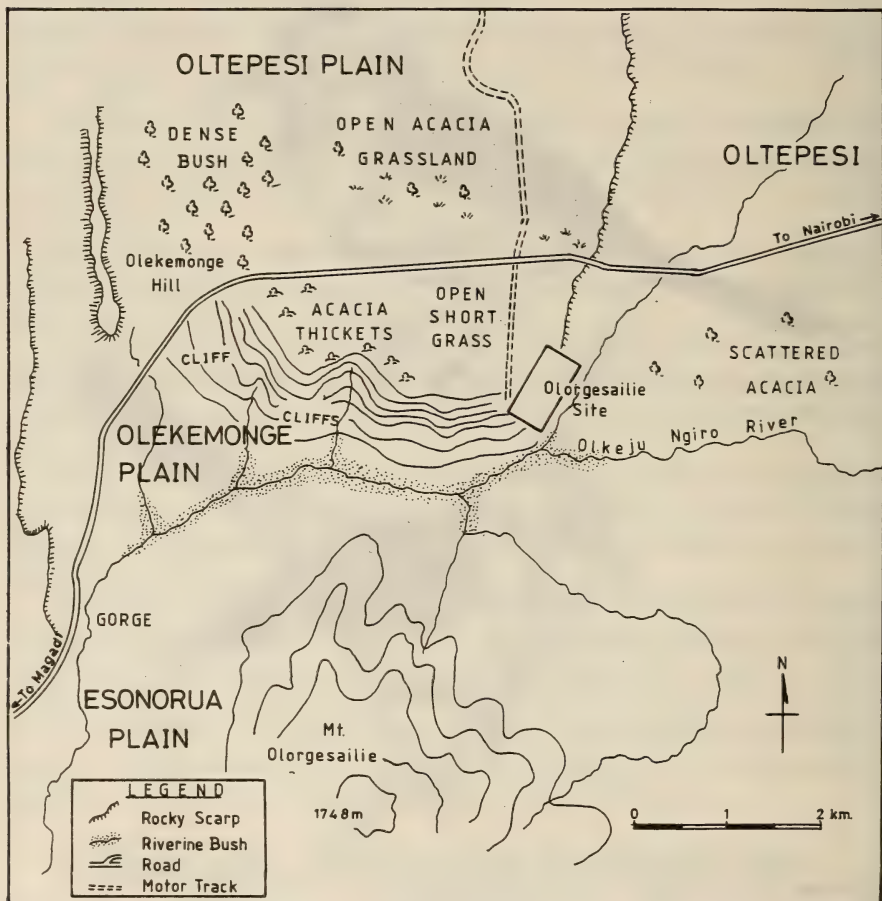 OLTEPESI PLAIN
DENSE
BUSH
OPEN ACACIA
GRASSLAND
OLTEPESI
To Nairobi
Olekemonge
Hill
ACACIA
THICKETS
OPEN
SHORT
GRASS
CLIFF
CLIFFS
Olorgesailie
Site
SCATTERED
ACACIA
OLEKEMONGE
PLAIN
Olkeju Ngiro River
GORGE
To Magadi
ESONORUA
PLAIN
Mt.
Olorgesailie
1748m
N
0 1 2 km.
LEGEND
Rocky Scarp
Riverine Bush
Road
Motor Track